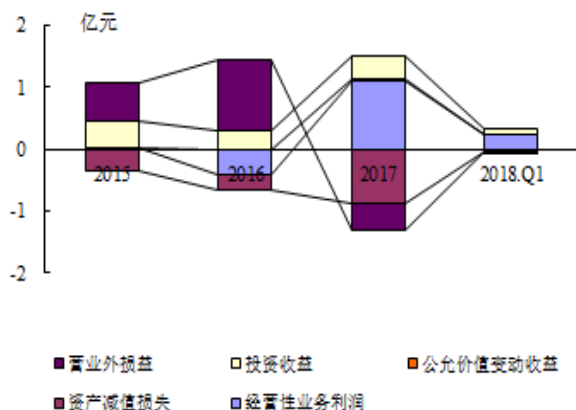 亿元
2
1
0
-1
-2
2015 2016 2017 2018.Q1
营业外损益 投资收益 公允价值变动收益
资产减值损失 经营性业务利润